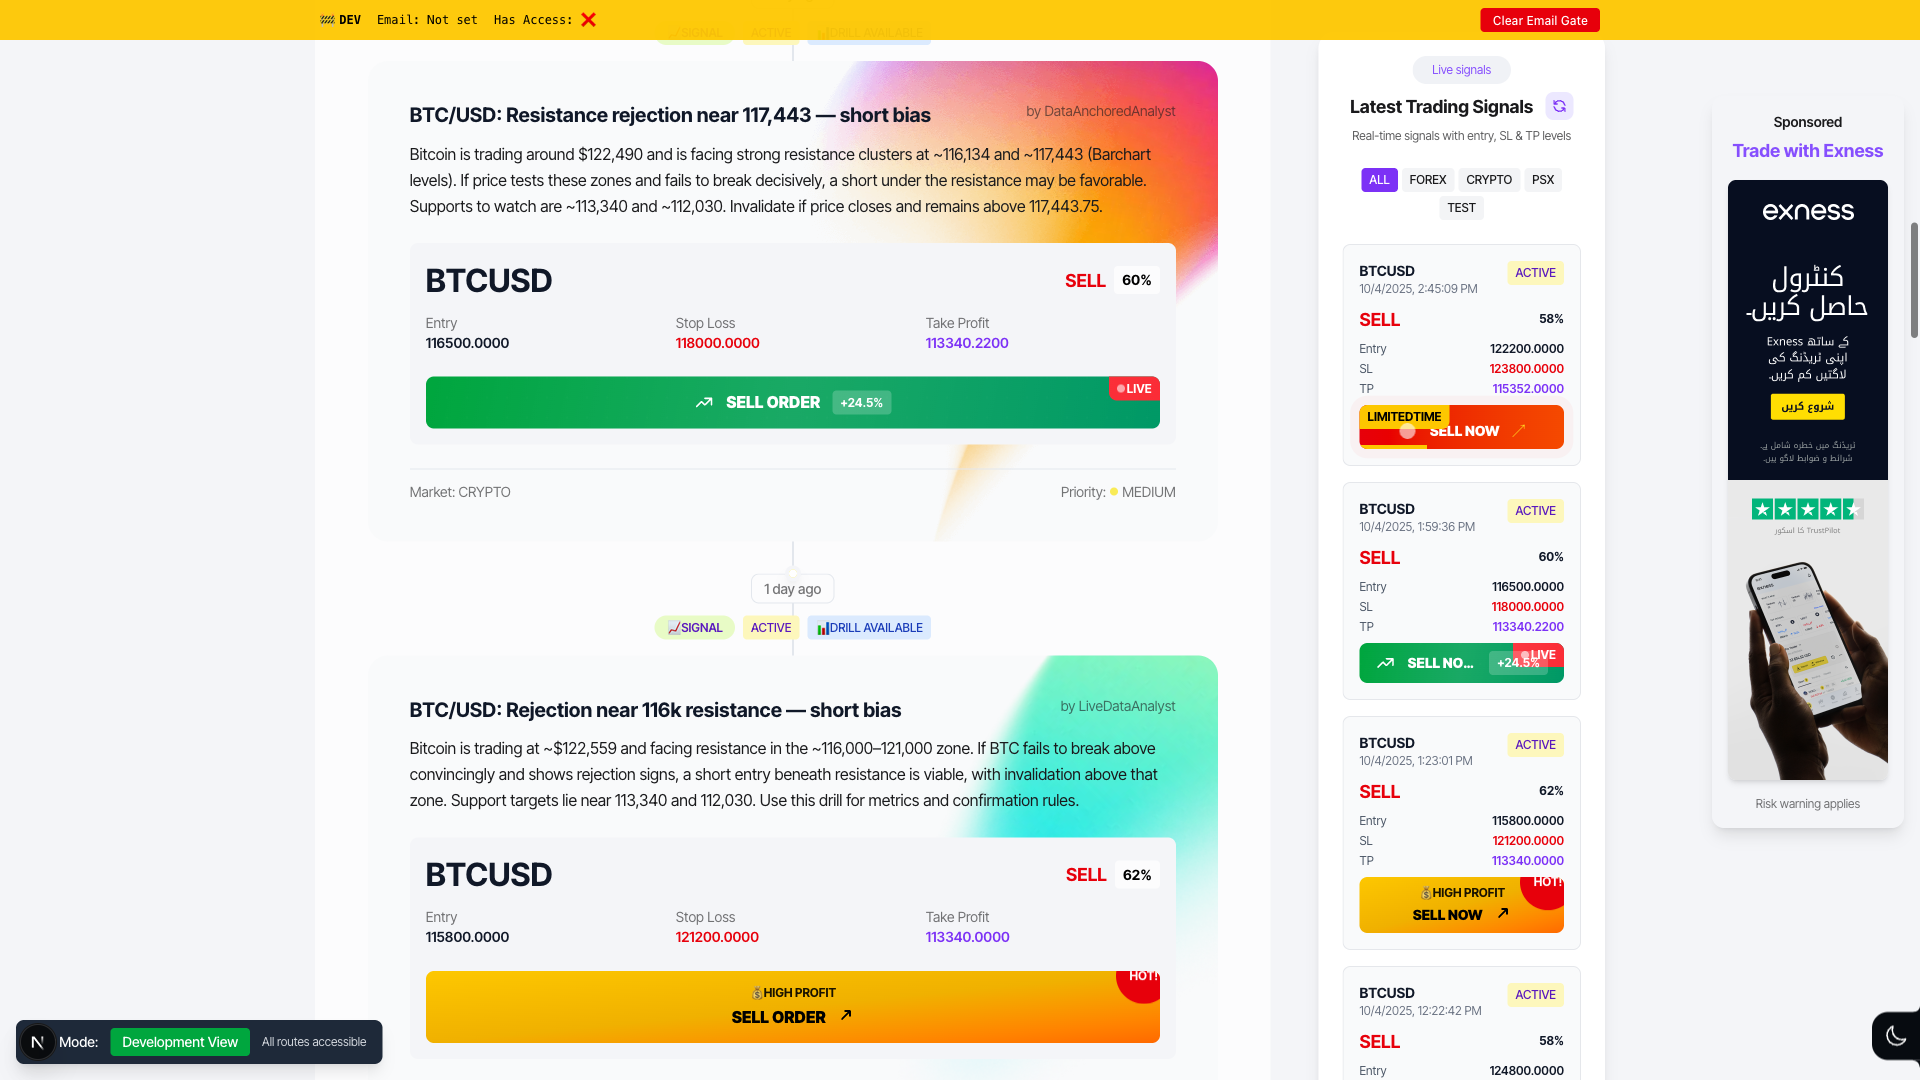 🚧 DEV Email: Not set Has Access: ❌
Clear Email Gate
SIGNAL ACTIVE DRILL AVAILABLE
BTC/USD: Resistance rejection near 117,443 — short bias
by DataAnchoredAnalyst
Bitcoin is trading around $122,490 and is facing strong resistance clusters at ~116,134 and ~117,443 (Barchart
levels). If price tests these zones and fails to break decisively, a short under the resistance may be favorable.
Supports to watch are ~113,340 and ~112,030. Invalidate if price closes and remains above 117,443.75.
BTCUSD
SELL 60%
Entry Stop Loss Take Profit
116500.0000 118000.0000 113340.2200
LIVE
SELL ORDER +24.5%
Market: CRYPTO
Priority: MEDIUM
1 day ago
📈SIGNAL ACTIVE 📊DRILL AVAILABLE
BTC/USD: Rejection near 116k resistance — short bias
by LiveDataAnalyst
Bitcoin is trading at ~$122,559 and facing resistance in the ~116,000–121,000 zone. If BTC fails to break above
convincingly and shows rejection signs, a short entry beneath resistance is viable, with invalidation above that
zone. Support targets lie near 113,340 and 112,030. Use this drill for metrics and confirmation rules.
BTCUSD
SELL 62%
Entry Stop Loss Take Profit
115800.0000 121200.0000 113340.0000
HOT!
💰HIGH PROFIT
SELL ORDER
Live signals
Latest Trading Signals
Real-time signals with entry, SL & TP levels
ALL FOREX CRYPTO PSX
TEST
BTCUSD
ACTIVE
10/4/2025, 2:45:09 PM
SELL 58%
Entry 122200.0000
SL 123800.0000
TP 115352.0000
LIMITEDTIME
SELL NOW
BTCUSD
ACTIVE
10/4/2025, 1:59:36 PM
SELL 60%
Entry 116500.0000
SL 118000.0000
TP 113340.2200
LIVE
SELL NO... +24.5%
BTCUSD
ACTIVE
10/4/2025, 1:23:01 PM
SELL 62%
Entry 115800.0000
SL 121200.0000
TP 113340.0000
HOT!
💰HIGH PROFIT
SELL NOW
BTCUSD
ACTIVE
10/4/2025, 12:22:42 PM
SELL 58%
Entry 124800.0000
Sponsored
Trade with Exness
exness
کنٹرول
حاصل کریں۔
Exness کے ساتھ
اپنی ٹریڈنگ کی
لاگتیں کم کریں۔
شروع کریں
ٹریڈنگ میں خطرہ شامل ہے۔
شرائط و ضوابط لاگو ہیں۔
TrustPilot کا اسکور
Risk warning applies
N Mode: Development View All routes accessible